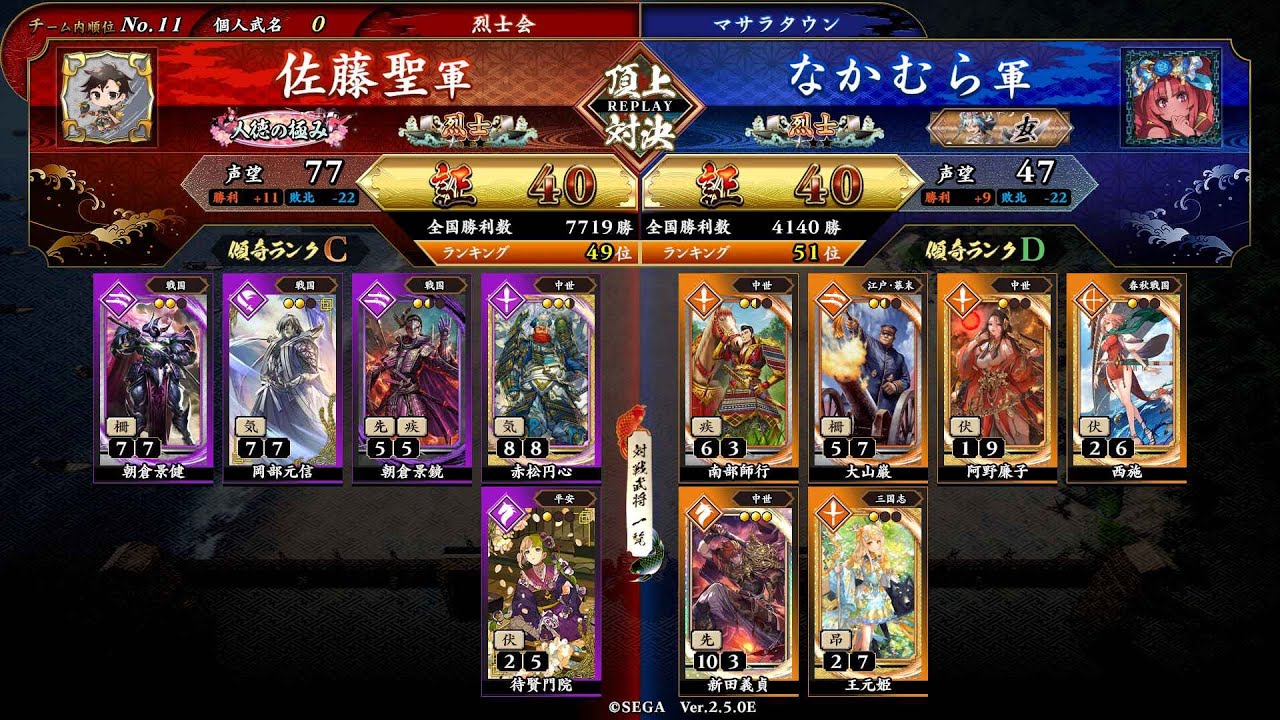 チーム内順位 No.11 個人武名 0 烈士会 マサラタウン
佐藤聖軍
なかむら軍
頂上
REPLAY
対決
人徳の極み 烈士
烈士
声望 77
勝利 +11 敗北 -22
証 40
証 40
声望 47
勝利 +9 敗北 -22
全国勝利数 7719勝
全国勝利数 4140勝
傾奇ランクC
ランキング 49位
ランキング 51位
傾奇ランクD
戦国
柵
7 7
朝倉景健
戦国
気
7 7
岡部元信
戦国
先 疾
5 5
朝倉景鏡
中世
気
8 8
赤松円心
中世
疾
6 3
南部師行
江戸・幕末
柵
5 7
大山巌
中世
伏
1 9
阿野廉子
春秋戦国
伏
2 6
西施
対戦武将一覧
平安
伏
2 5
待賢門院
中世
先
10 3
新田義貞
三国志
昂
2 7
王元姫
©SEGA Ver.2.5.0E